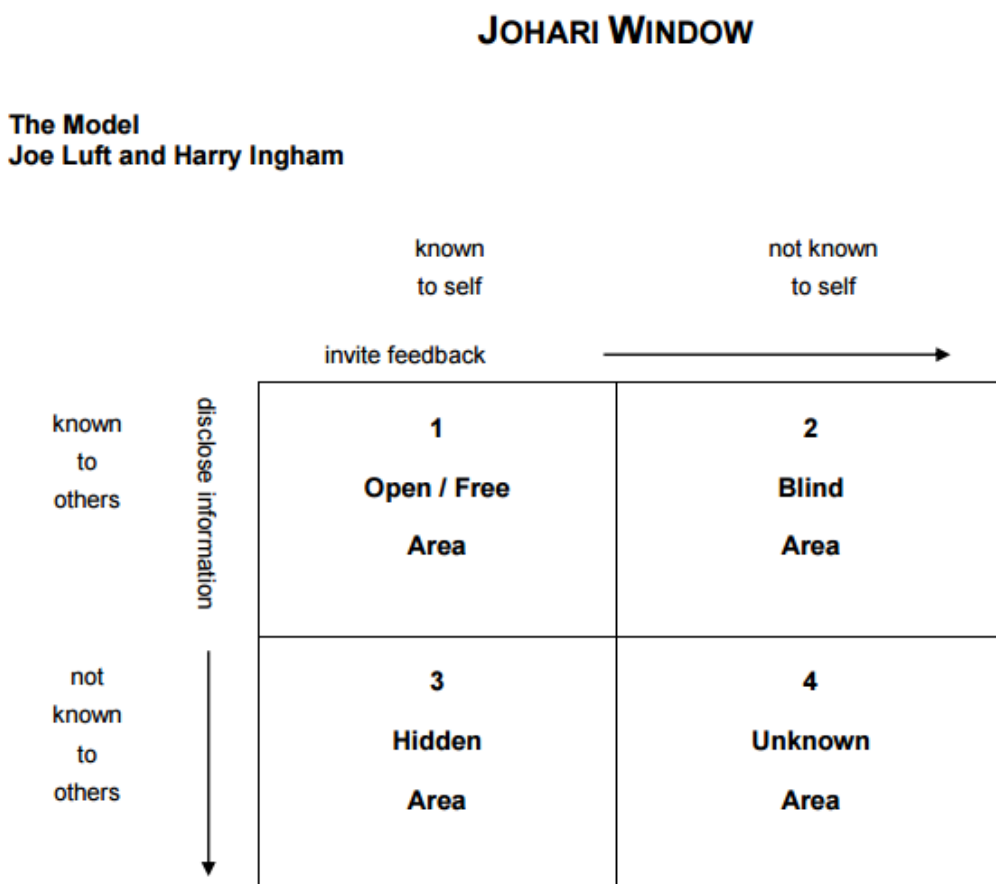 JOHARI WINDOW
The Model
Joe Luft and Harry Ingham
known
to self
not known
to self
invite feedback
known
to
others
disclose information
1
Open / Free
Area
2
Blind
Area
not
known
to
others
3
Hidden
Area
4
Unknown
Area